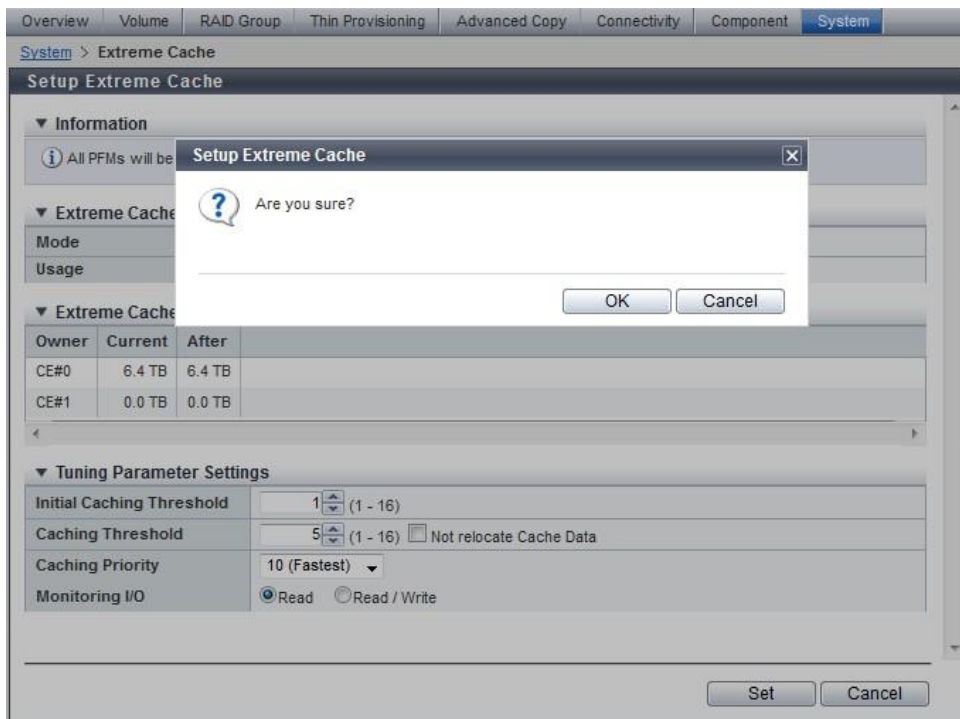 Overview Volume RAID Group Thin Provisioning Advanced Copy Connectivity Component System
System > Extreme Cache
Setup Extreme Cache
Information
All PFMs will be
Setup Extreme Cache
Are you sure?
OK Cancel
Extreme Cache
Mode
Usage
Extreme Cache
Owner Current After
CE#0 6.4 TB 6.4 TB
CE#1 0.0 TB 0.0 TB
Tuning Parameter Settings
Initial Caching Threshold 1 (1 - 16)
Caching Threshold 5 (1 - 16) Not relocate Cache Data
Caching Priority 10 (Fastest)
Monitoring I/O Read Read / Write
Set Cancel